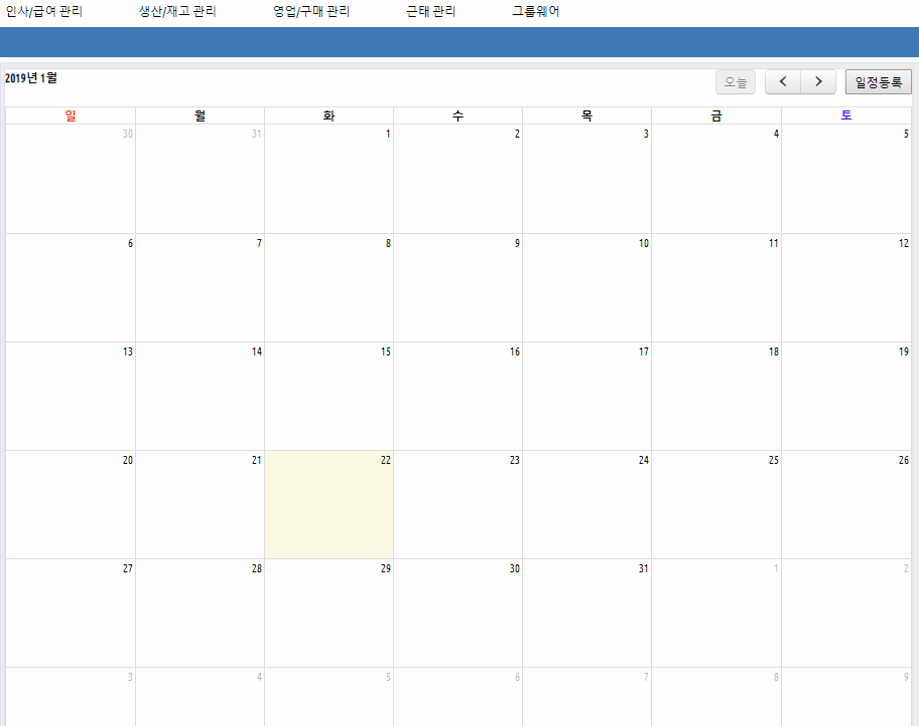 인사/급여 관리 생산/재고 관리 영업/구매 관리 근태 관리 그룹웨어
2019년 1월 오늘 일정등록
일 월 화 수 목 금 토
30 31 1 2 3 4 5
6 7 8 9 10 11 12
13 14 15 16 17 18 19
20 21 22 23 24 25 26
27 28 29 30 31 1 2
3 4 5 6 7 8 9